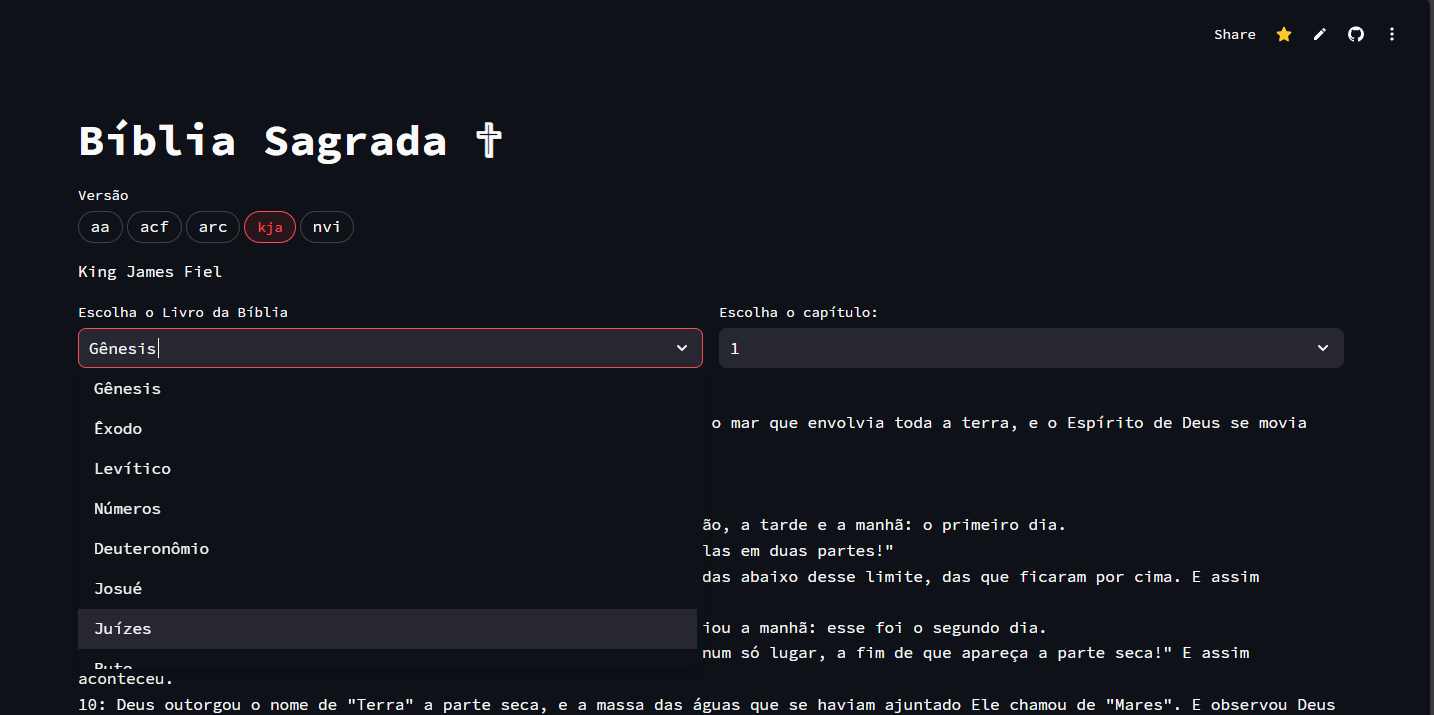 Share
Bíblia Sagrada ✞
Versão
aa acf arc kja nvi
King James Fiel
Escolha o Livro da Bíblia
Escolha o capítulo:
Gênesis
1
Gênesis
Êxodo
Levítico
Números
Deuteronômio
Josué
Juízes
o mar que envolvia toda a terra, e o Espírito de Deus se movia
ão, a tarde e a manhã: o primeiro dia.
las em duas partes!"
das abaixo desse limite, das que ficaram por cima. E assim
iou a manhã: esse foi o segundo dia.
num só lugar, a fim de que apareça a parte seca!" E assim
aconteceu.
10: Deus outorgou o nome de "Terra" a parte seca, e a massa das águas que se haviam ajuntado Ele chamou de "Mares". E observou Deus